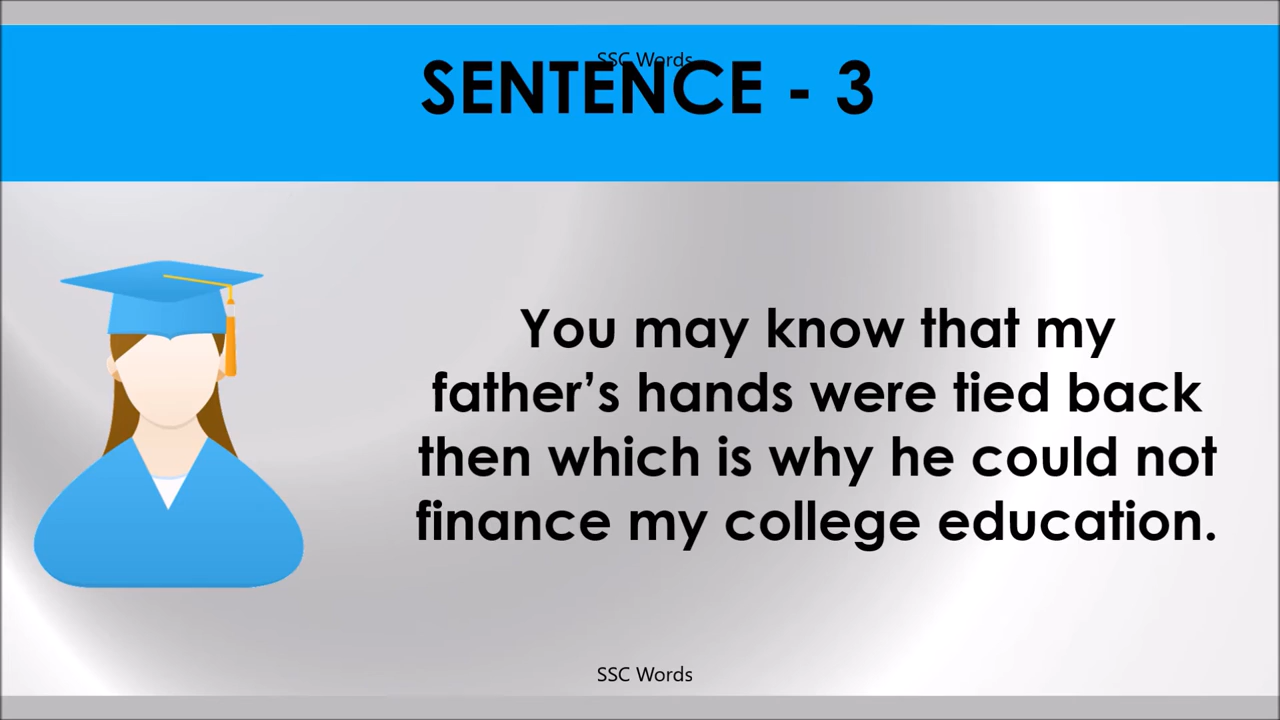 SSC Words
SENTENCE - 3
You may know that my
father’s hands were tied back
then which is why he could not
finance my college education.
SSC Words